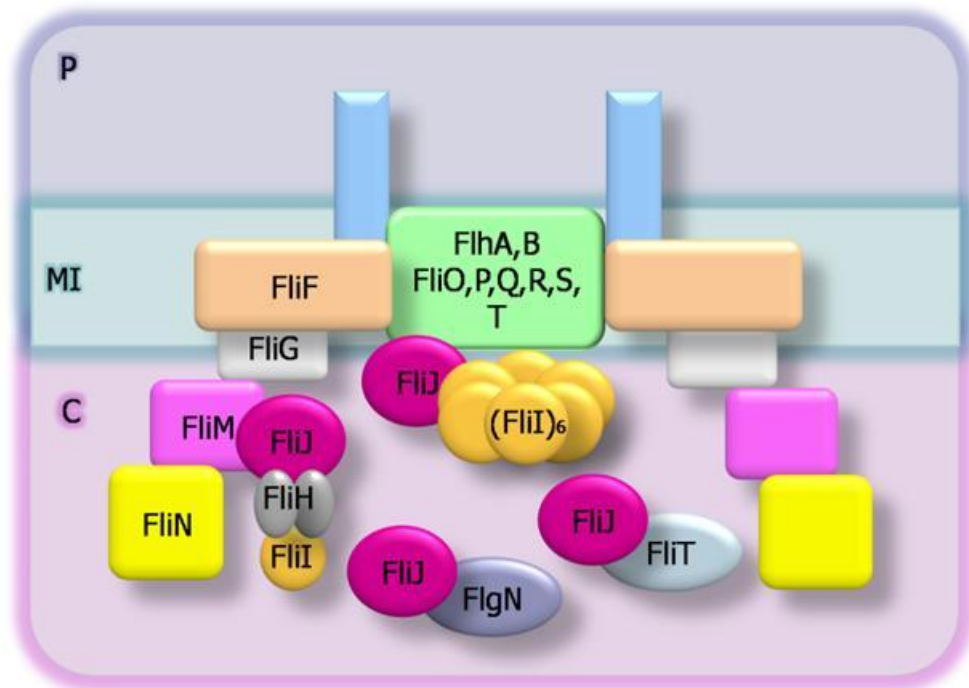 P
MI
C
FlhA,B
FliO,P,Q,R,S,
T
FliF
FliG
FliJ
(FliI)₆
FliM
FliJ
FliH
FliI
FliN
FliJ
FliT
FliJ
FlgN